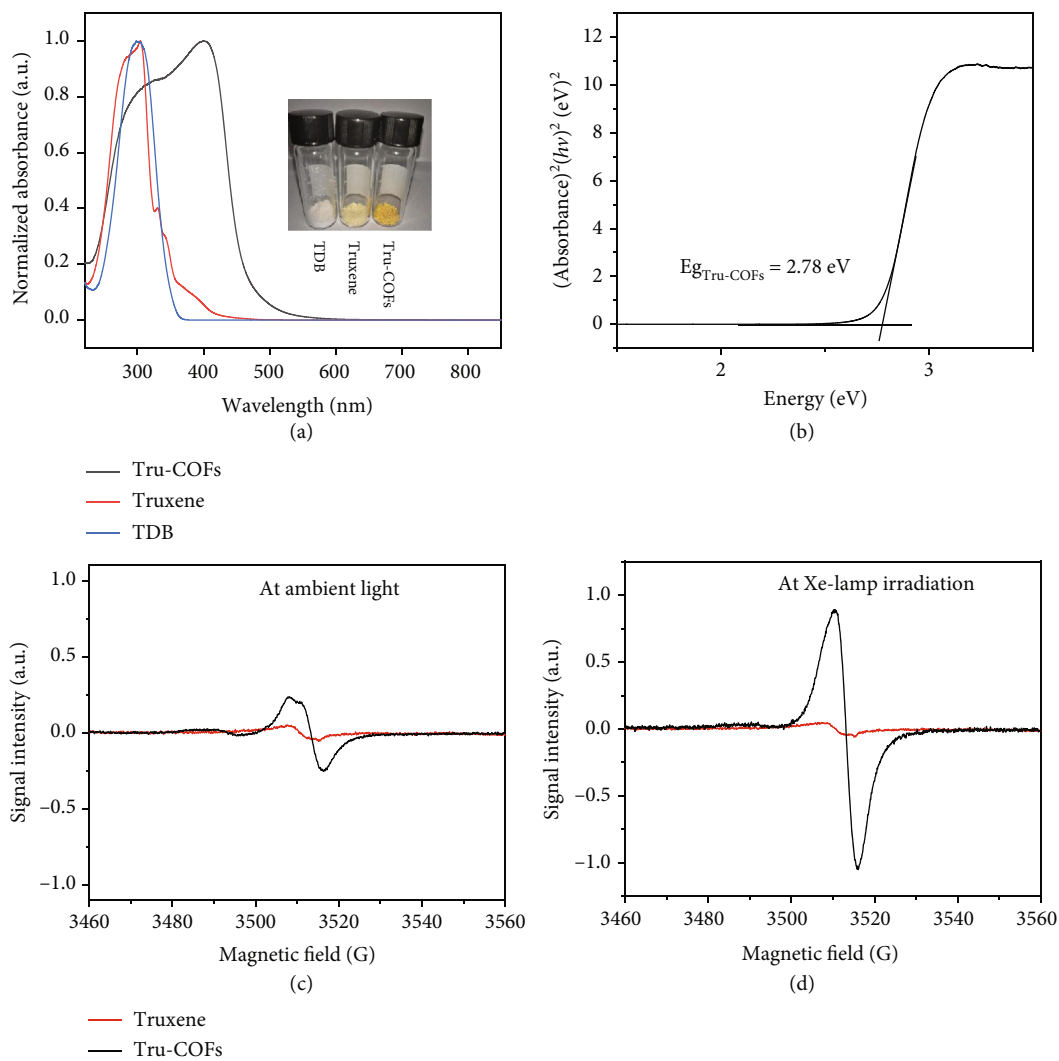 1.0
0.8
0.6
0.4
0.2
0.0
Normalized absorbance (a.u.)
TDB
Truxene
Tru-COFs
300
400
500
600
700
800
Wavelength (nm)
(a)
Tru-COFs
Truxene
TDB
12
10
8
6
4
2
0
(Absorbance)²(hν)² (eV)²
Eg_Tru-COFs = 2.78 eV
2
3
Energy (eV)
(b)
1.0
0.5
0.0
−0.5
−1.0
Signal intensity (a.u.)
At ambient light
3460
3480
3500
3520
3540
3560
Magnetic field (G)
(c)
Truxene
Tru-COFs
1.0
0.5
0.0
−0.5
−1.0
Signal intensity (a.u.)
At Xe-lamp irradiation
3460
3480
3500
3520
3540
3560
Magnetic field (G)
(d)